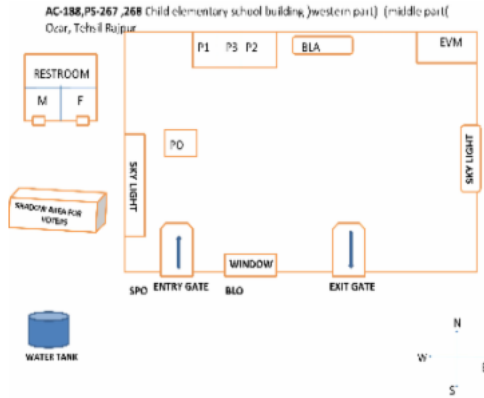 AC-188,PS-267 ,268 Child elementary school building )western part) (middle part(
Ozar, Tehsil Rajpur
P1 P3 P2
BLA
EVM
RESTROOM
M F
PO
SKY LIGHT
SKY LIGHT
SHADOW AREA FOR
VOTERS
WINDOW
SPO ENTRY GATE BLO EXIT GATE
WATER TANK
N
W
E
S